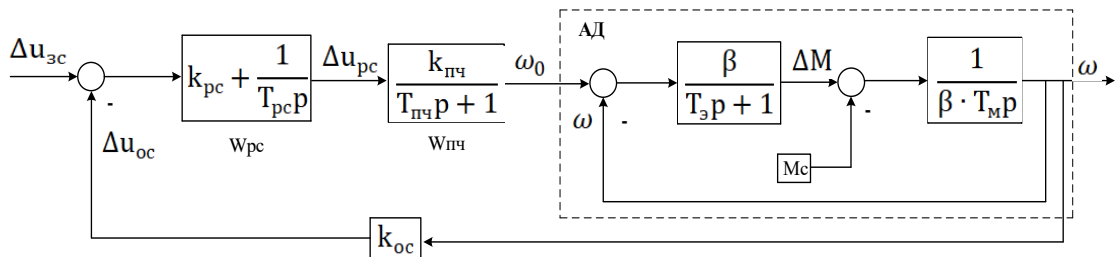 АД
Δu_зс
k_рс + 1/(T_рс p)
Δu_рс
k_пч/(T_пч p + 1)
ω_0
β/(T_э p + 1)
ΔM
1/(β · T_м p)
ω
-
Δu_ос
Wрс
Wпч
ω
-
-
Мс
k_ос